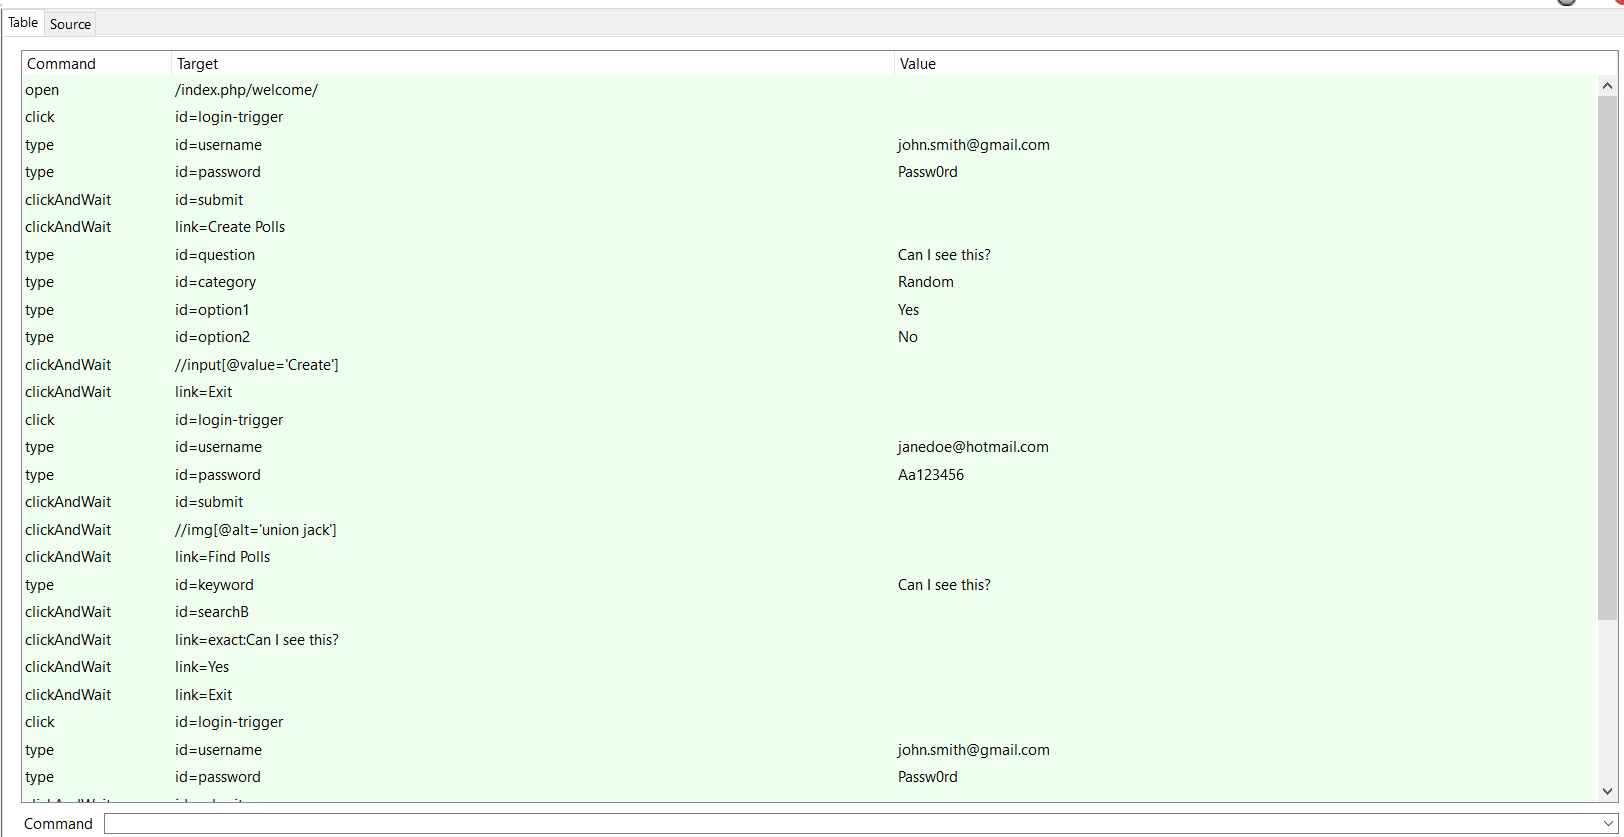 Table Source
Command Target Value
open /index.php/welcome/
click id=login-trigger
type id=username john.smith@gmail.com
type id=password Passw0rd
clickAndWait id=submit
clickAndWait link=Create Polls
type id=question Can I see this?
type id=category Random
type id=option1 Yes
type id=option2 No
clickAndWait //input[@value='Create']
clickAndWait link=Exit
click id=login-trigger
type id=username janedoe@hotmail.com
type id=password Aa123456
clickAndWait id=submit
clickAndWait //img[@alt='union jack']
clickAndWait link=Find Polls
type id=keyword Can I see this?
clickAndWait id=searchB
clickAndWait link=exact:Can I see this?
clickAndWait link=Yes
clickAndWait link=Exit
click id=login-trigger
type id=username john.smith@gmail.com
type id=password Passw0rd
Command